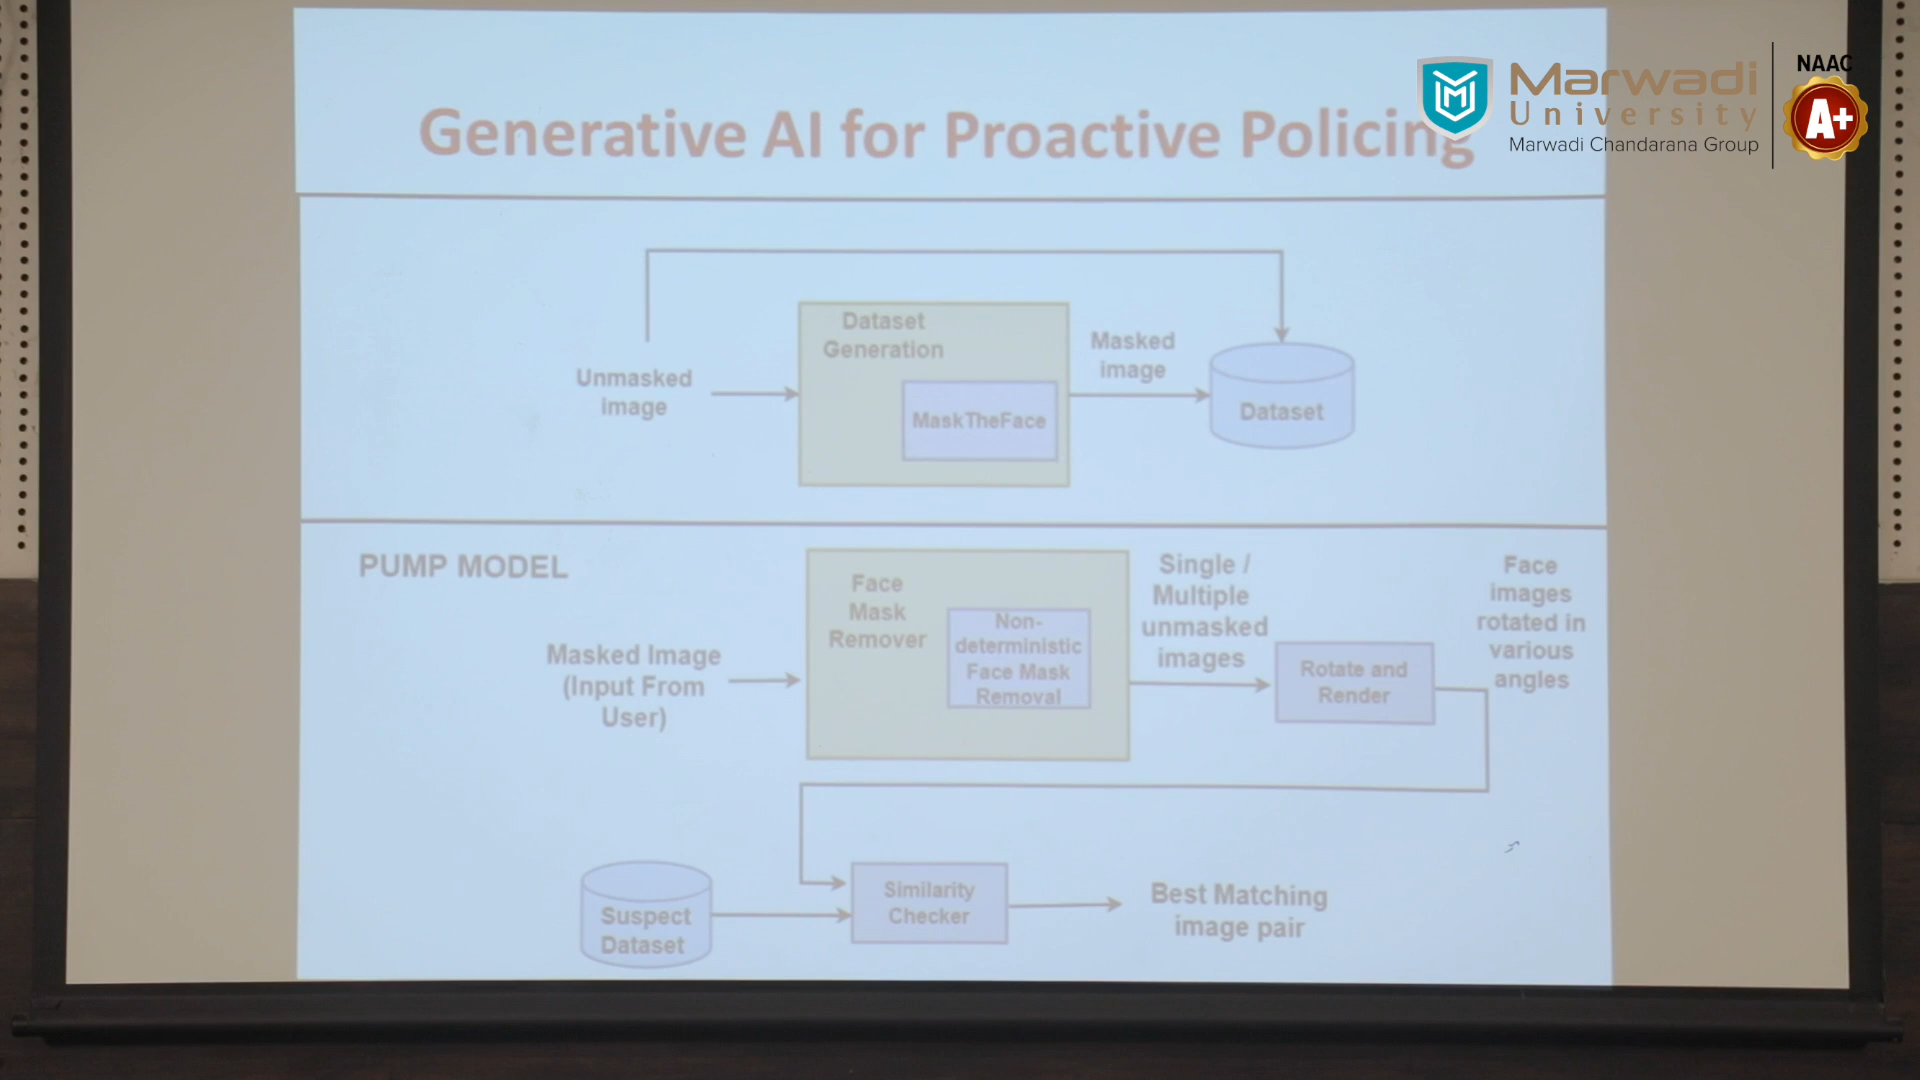 Generative AI for Proactive Policing
Marwadi
University
Marwadi Chandarana Group
NAAC
A+
Dataset
Generation
MaskTheFace
Unmasked
image
Masked
image
Dataset
PUMP MODEL
Masked Image
(Input From
User)
Face
Mask
Remover
Non-
deterministic
Face Mask
Removal
Single /
Multiple
unmasked
images
Rotate and
Render
Face
images
rotated in
various
angles
Suspect
Dataset
Similarity
Checker
Best Matching
image pair